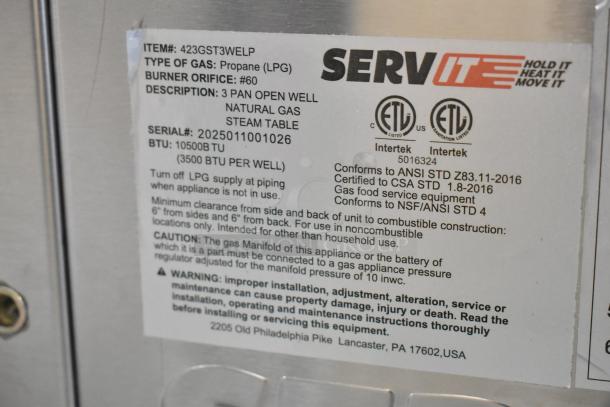 ITEM#: 423GST3WELP
TYPE OF GAS: Propane (LPG)
BURNER ORIFICE: #60
DESCRIPTION: 3 PAN OPEN WELL
NATURAL GAS
STEAM TABLE
SERIAL#: 2025011001026
BTU: 10500BTU
(3500 BTU PER WELL)
Turn off LPG supply at piping
when appliance is not in use.
SERVIT HOLD IT
HEAT IT
MOVE IT
ETL ETL
C US
Intertek Intertek
5016324
Conforms to ANSI STD Z83.11-2016
Certified to CSA STD 1.8-2016
Gas food service equipment
Conforms to NSF/ANSI STD 4
Minimum clearance from side and back of unit to combustible construction:
6" from sides and 6" from back. For use in noncombustible
locations only. Intended for other than household use.
CAUTION: The gas Manifold of this appliance or the battery of
which it is a part must be connected to a gas appliance pressure
regulator adjusted for the manifold pressure of 10 inwc.
WARNING: improper installation, adjustment, alteration, service or
maintenance can cause property damage, injury or death. Read the
installation, operating and maintenance instructions thoroughly
before installing or servicing this equipment.
2205 Old Philadelphia Pike Lancaster, PA 17602,USA